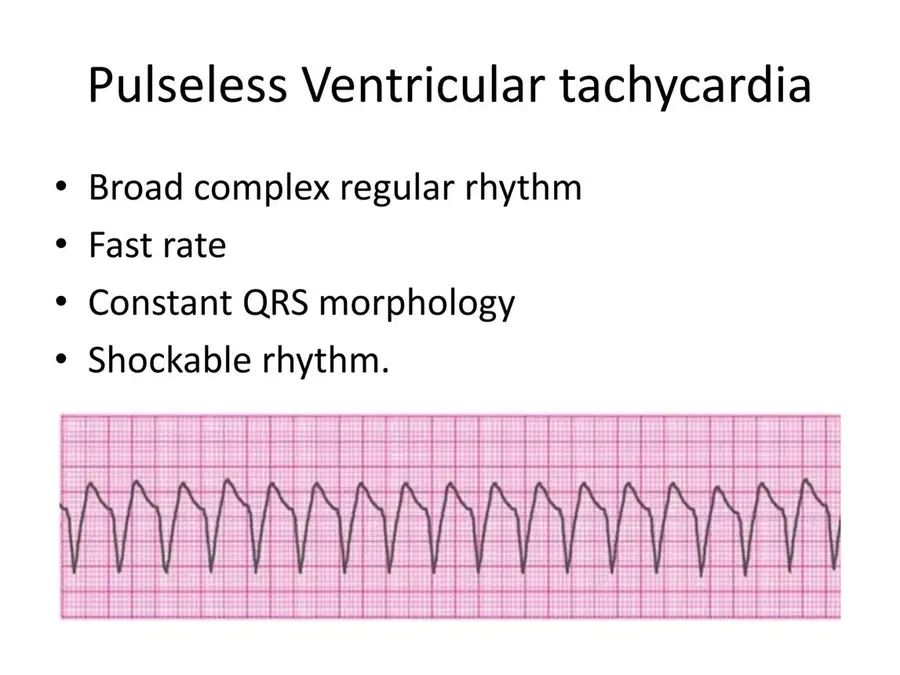 Pulseless Ventricular tachycardia
• Broad complex regular rhythm
• Fast rate
• Constant QRS morphology
• Shockable rhythm.